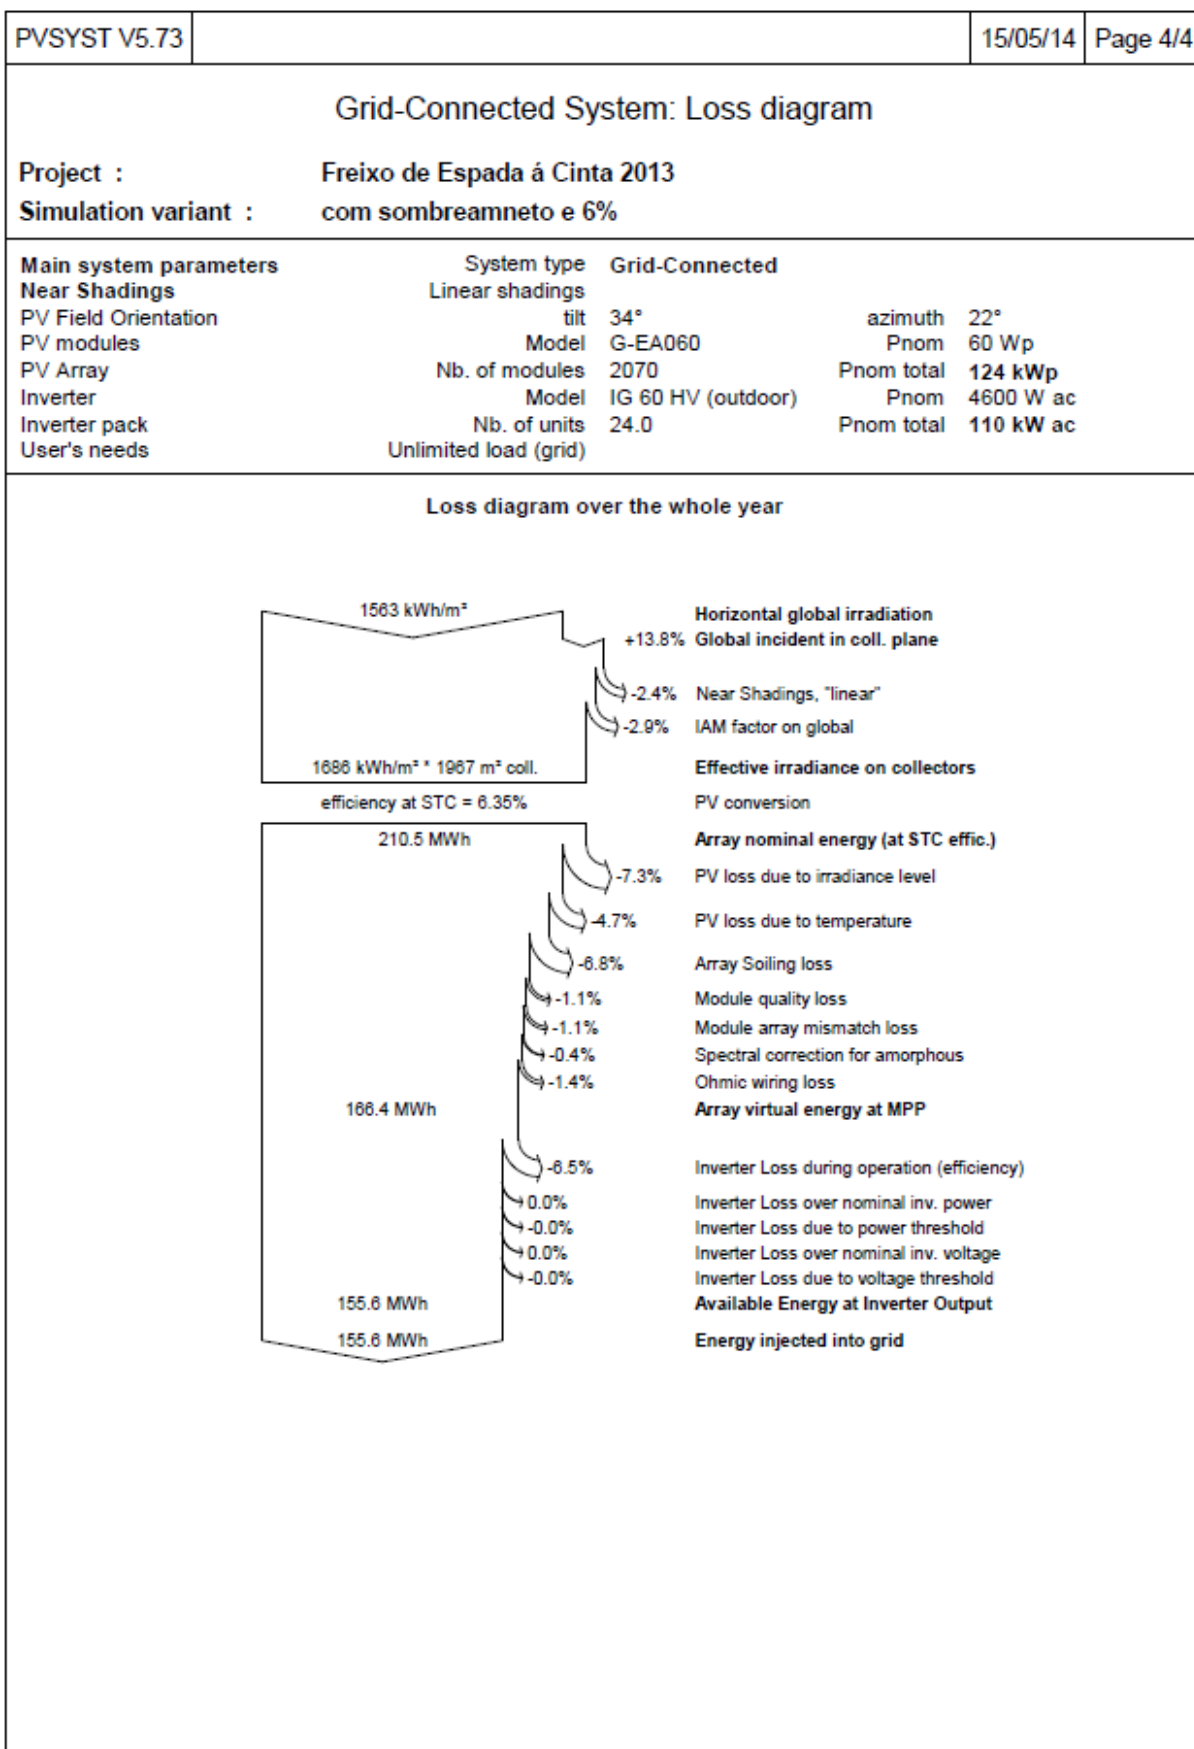 PVSYST V5.73 15/05/14 Page 4/4
Grid-Connected System: Loss diagram
Project : Freixo de Espada á Cinta 2013
Simulation variant : com sombreamneto e 6%
Main system parameters System type Grid-Connected
Near Shadings Linear shadings
PV Field Orientation tilt 34° azimuth 22°
PV modules Model G-EA060 Pnom 60 Wp
PV Array Nb. of modules 2070 Pnom total 124 kWp
Inverter Model IG 60 HV (outdoor) Pnom 4600 W ac
Inverter pack Nb. of units 24.0 Pnom total 110 kW ac
User's needs Unlimited load (grid)
Loss diagram over the whole year
1563 kWh/m² Horizontal global irradiation
+13.8% Global incident in coll. plane
-2.4% Near Shadings, "linear"
-2.9% IAM factor on global
1686 kWh/m² * 1967 m² coll. Effective irradiance on collectors
efficiency at STC = 6.35% PV conversion
210.5 MWh Array nominal energy (at STC effic.)
-7.3% PV loss due to irradiance level
-4.7% PV loss due to temperature
-6.8% Array Soiling loss
-1.1% Module quality loss
-1.1% Module array mismatch loss
-0.4% Spectral correction for amorphous
-1.4% Ohmic wiring loss
166.4 MWh Array virtual energy at MPP
-6.5% Inverter Loss during operation (efficiency)
0.0% Inverter Loss over nominal inv. power
-0.0% Inverter Loss due to power threshold
0.0% Inverter Loss over nominal inv. voltage
-0.0% Inverter Loss due to voltage threshold
155.6 MWh Available Energy at Inverter Output
155.6 MWh Energy injected into grid